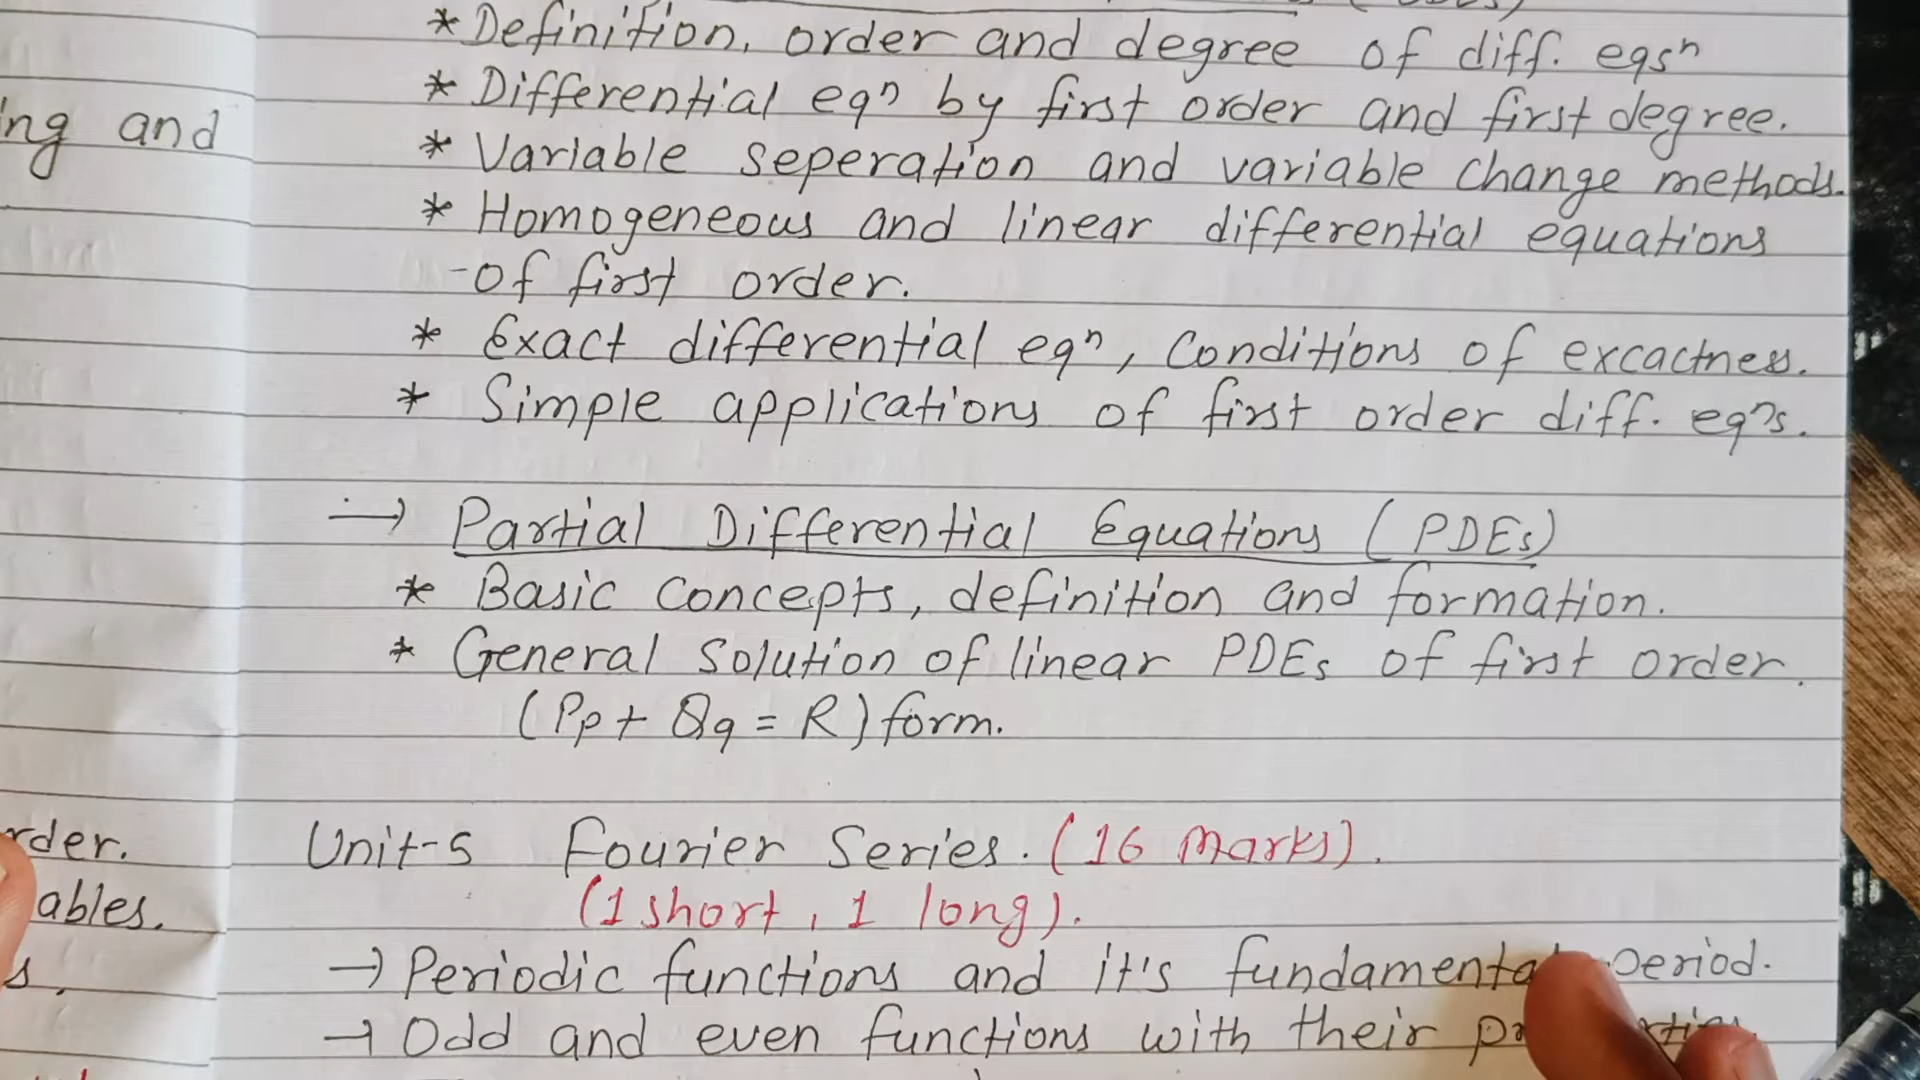 * Definition, order and degree of diff. eqsⁿ
* Differential eqⁿ by first order and first degree.
ing and
* Variable seperation and variable change methods.
* Homogeneous and linear differential equations
-of first order.
* Exact differential eqⁿ, Conditions of excactness.
* Simple applications of first order diff. eqⁿs.
→ Partial Differential Equations (PDEs)
* Basic Concepts, definition and formation.
* General Solution of linear PDEs of first order.
(Pp + Qq = R) form.
rder.
Unit-5 Fourier Series. (16 Marks).
ables.
(1 short, 1 long).
s.
→ Periodic functions and it's fundamental period.
→ Odd and even functions with their